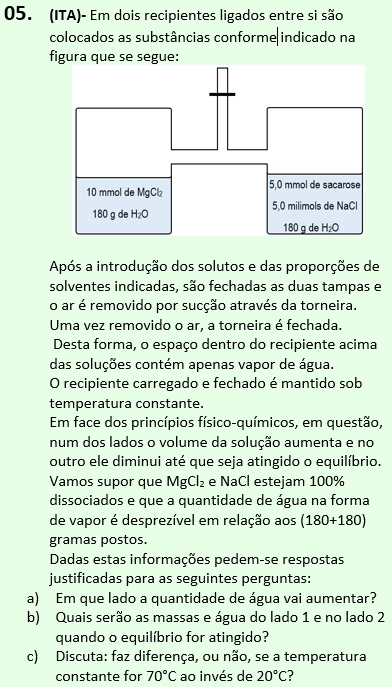 05. (ITA)- Em dois recipientes ligados entre si são
colocados as substâncias conforme indicado na
figura que se segue:
10 mmol de MgCl₂
180 g de H₂O
5,0 mmol de sacarose
5,0 milimols de NaCl
180 g de H₂O
Após a introdução dos solutos e das proporções de
solventes indicadas, são fechadas as duas tampas e
o ar é removido por sucção através da torneira.
Uma vez removido o ar, a torneira é fechada.
Desta forma, o espaço dentro do recipiente acima
das soluções contém apenas vapor de água.
O recipiente carregado e fechado é mantido sob
temperatura constante.
Em face dos princípios físico-químicos, em questão,
num dos lados o volume da solução aumenta e no
outro ele diminui até que seja atingido o equilíbrio.
Vamos supor que MgCl₂ e NaCl estejam 100%
dissociados e que a quantidade de água na forma
de vapor é desprezível em relação aos (180+180)
gramas postos.
Dadas estas informações pedem-se respostas
justificadas para as seguintes perguntas:
a) Em que lado a quantidade de água vai aumentar?
b) Quais serão as massas e água do lado 1 e no lado 2
quando o equilíbrio for atingido?
c) Discuta: faz diferença, ou não, se a temperatura
constante for 70°C ao invés de 20°C?